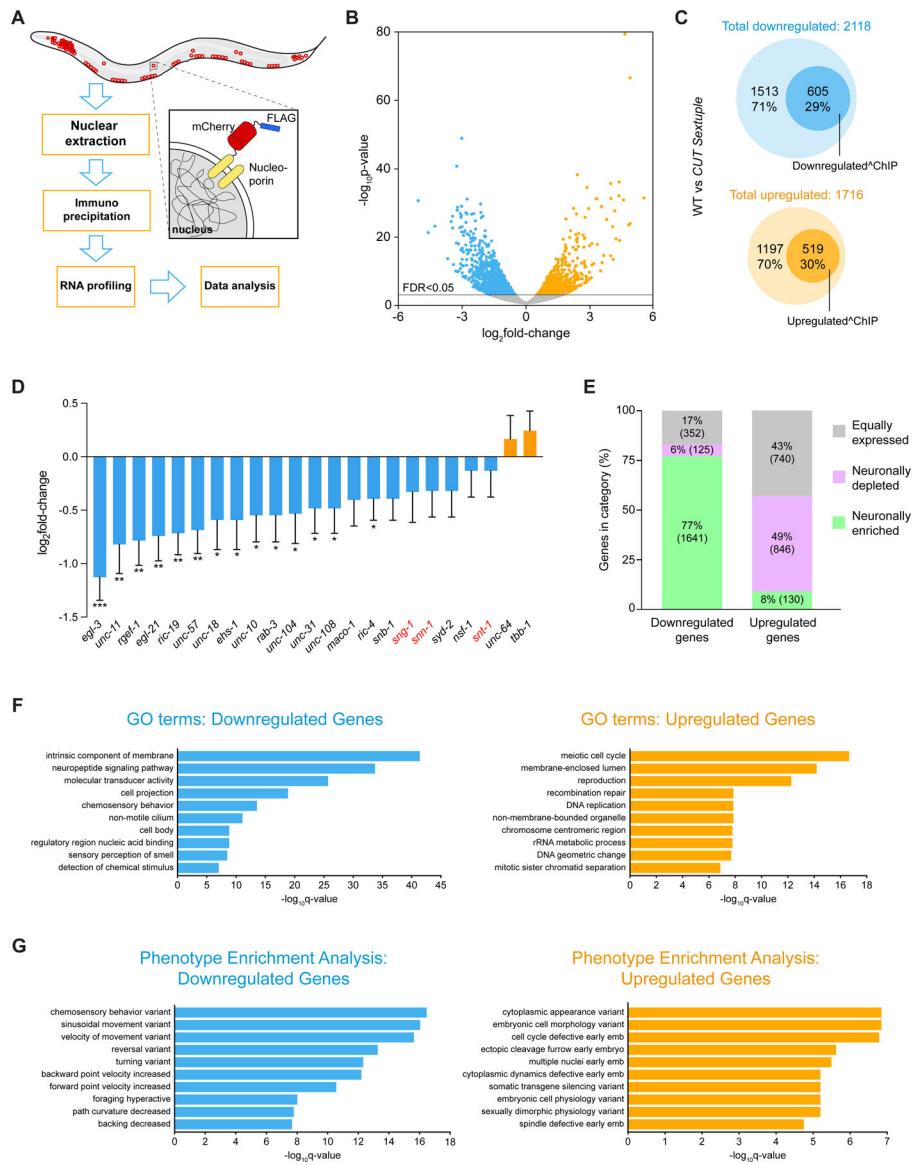 A
FLAG
mCherry
Nucleo-
porin
nucleus
Nuclear
extraction
Immuno
precipitation
RNA profiling
Data analysis
B
80
60
40
20
0
-log10p-value
FDR<0.05
-6
-3
0
3
6
log2fold-change
C
WT vs CUT Sextuple
Total downregulated: 2118
1513
71%
605
29%
Downregulated^ChIP
Total upregulated: 1716
1197
70%
519
30%
Upregulated^ChIP
D
log2fold-change
0.5
0.0
-0.5
-1.0
-1.5
*** ** ** ** ** ** * * * * * * * *
egl-3
unc-11
rgef-1
egl-21
ric-19
unc-57
unc-18
ehs-1
unc-10
rab-3
unc-104
unc-31
unc-108
maco-1
ric-4
snb-1
sng-1
snn-1
syd-2
nsf-1
snt-1
unc-64
tbb-1
E
Genes in category (%)
100
75
50
25
0
17%
(352)
6% (125)
77%
(1641)
43%
(740)
49%
(846)
8% (130)
Downregulated
genes
Upregulated
genes
Equally
expressed
Neuronally
depleted
Neuronally
enriched
F
GO terms: Downregulated Genes
intrinsic component of membrane
neuropeptide signaling pathway
molecular transducer activity
cell projection
chemosensory behavior
non-motile cilium
cell body
regulatory region nucleic acid binding
sensory perception of smell
detection of chemical stimulus
0 5 10 15 20 25 30 35 40 45
-log10q-value
GO terms: Upregulated Genes
meiotic cell cycle
membrane-enclosed lumen
reproduction
recombination repair
DNA replication
non-membrane-bounded organelle
chromosome centromeric region
rRNA metabolic process
DNA geometric change
mitotic sister chromatid separation
0 2 4 6 8 10 12 14 16 18
-log10q-value
G
Phenotype Enrichment Analysis:
Downregulated Genes
chemosensory behavior variant
sinusoidal movement variant
velocity of movement variant
reversal variant
turning variant
backward point velocity increased
forward point velocity increased
foraging hyperactive
path curvature decreased
backing decreased
0 2 4 6 8 10 12 14 16 18
-log10q-value
Phenotype Enrichment Analysis:
Upregulated Genes
cytoplasmic appearance variant
embryonic cell morphology variant
cell cycle defective early emb
ectopic cleavage furrow early embryo
multiple nuclei early emb
cytoplasmic dynamics defective early emb
somatic transgene silencing variant
embryonic cell physiology variant
sexually dimorphic physiology variant
spindle defective early emb
0 1 2 3 4 5 6 7
-log10q-value